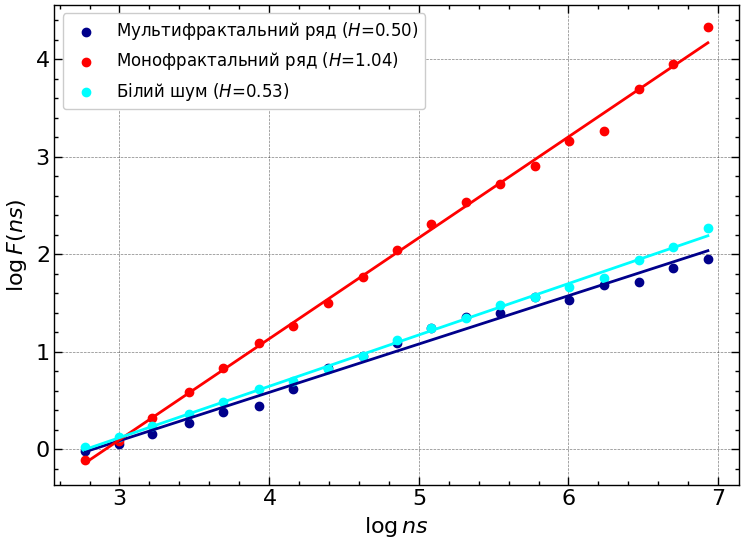 Мультифрактальний ряд (H=0.50)
Монофрактальний ряд (H=1.04)
Білий шум (H=0.53)
4
3
2
1
0
log F(ns)
3 4 5 6 7
log ns